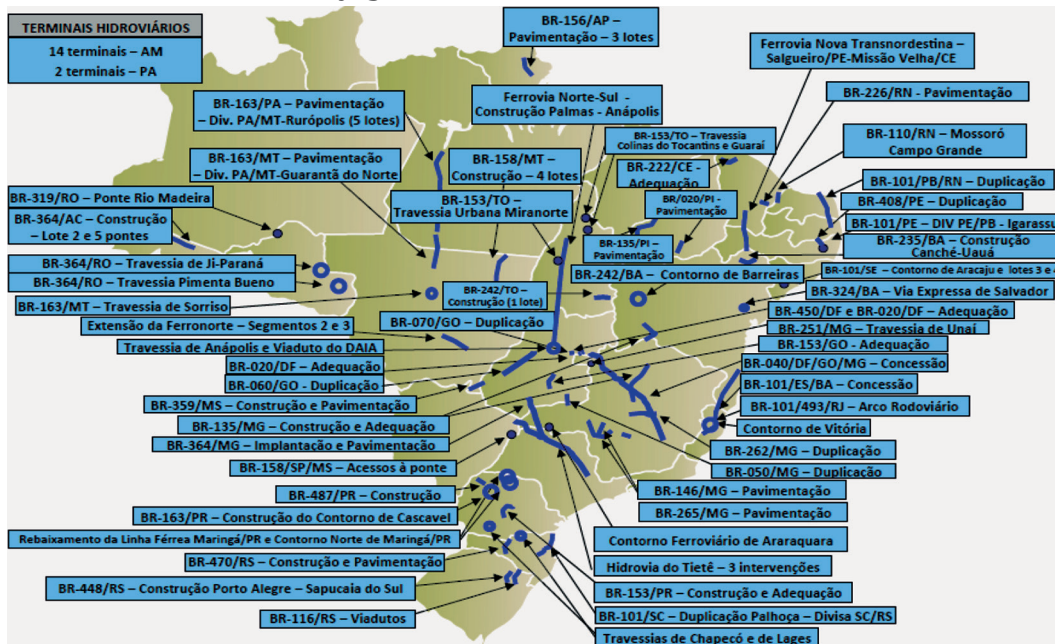 TERMINAIS HIDROVIÁRIOS
14 terminais – AM
2 terminais – PA
BR-156/AP –
Pavimentação – 3 lotes
Ferrovia Nova Transnordestina –
Salgueiro/PE-Missão Velha/CE
BR-163/PA – Pavimentação
– Div. PA/MT-Rurópolis (5 lotes)
Ferrovia Norte-Sul -
Construção Palmas - Anápolis
BR-226/RN - Pavimentação
BR-153/TO – Travessia
Colinas do Tocantins e Guaraí
BR-110/RN – Mossoró
Campo Grande
BR-163/MT – Pavimentação
– Div. PA/MT-Guarantã do Norte
BR-158/MT –
Construção – 4 lotes
BR-222/CE -
Adequação
BR-101/PB/RN – Duplicação
BR-319/RO – Ponte Rio Madeira
BR-153/TO –
Travessia Urbana Miranorte
BR/020/PI -
Pavimentação
BR-408/PE – Duplicação
BR-364/AC – Construção
– Lote 2 e 5 pontes
BR-101/PE – DIV PE/PB - Igarassu
BR-135/PI –
Pavimentação
BR-235/BA – Construção
Canché-Uauá
BR-364/RO – Travessia de Ji-Paraná
BR-242/BA – Contorno de Barreiras
BR-101/SE – Contorno de Aracaju e lotes 3 e 4
BR-364/RO – Travessia Pimenta Bueno
BR-242/TO –
Construção (1 lote)
BR-324/BA – Via Expressa de Salvador
BR-163/MT – Travessia de Sorriso
BR-450/DF e BR-020/DF – Adequação
Extensão da Ferronorte – Segmentos 2 e 3
BR-070/GO – Duplicação
BR-251/MG – Travessia de Unaí
Travessia de Anápolis e Viaduto do DAIA
BR-153/GO - Adequação
BR-020/DF – Adequação
BR-040/DF/GO/MG – Concessão
BR-060/GO - Duplicação
BR-101/ES/BA – Concessão
BR-359/MS – Construção e Pavimentação
BR-101/493/RJ – Arco Rodoviário
BR-135/MG – Construção e Adequação
Contorno de Vitória
BR-364/MG – Implantação e Pavimentação
BR-262/MG – Duplicação
BR-158/SP/MS – Acessos à ponte
BR-050/MG – Duplicação
BR-487/PR – Construção
BR-146/MG – Pavimentação
BR-163/PR – Construção do Contorno de Cascavel
BR-265/MG – Pavimentação
Rebaixamento da Linha Férrea Maringá/PR e Contorno Norte de Maringá/PR
Contorno Ferroviário de Araraquara
BR-470/RS – Construção e Pavimentação
Hidrovia do Tietê – 3 intervenções
BR-448/RS – Construção Porto Alegre – Sapucaia do Sul
BR-153/PR – Construção e Adequação
BR-116/RS – Viadutos
BR-101/SC – Duplicação Palhoça – Divisa SC/RS
Travessias de Chapecó e de Lages